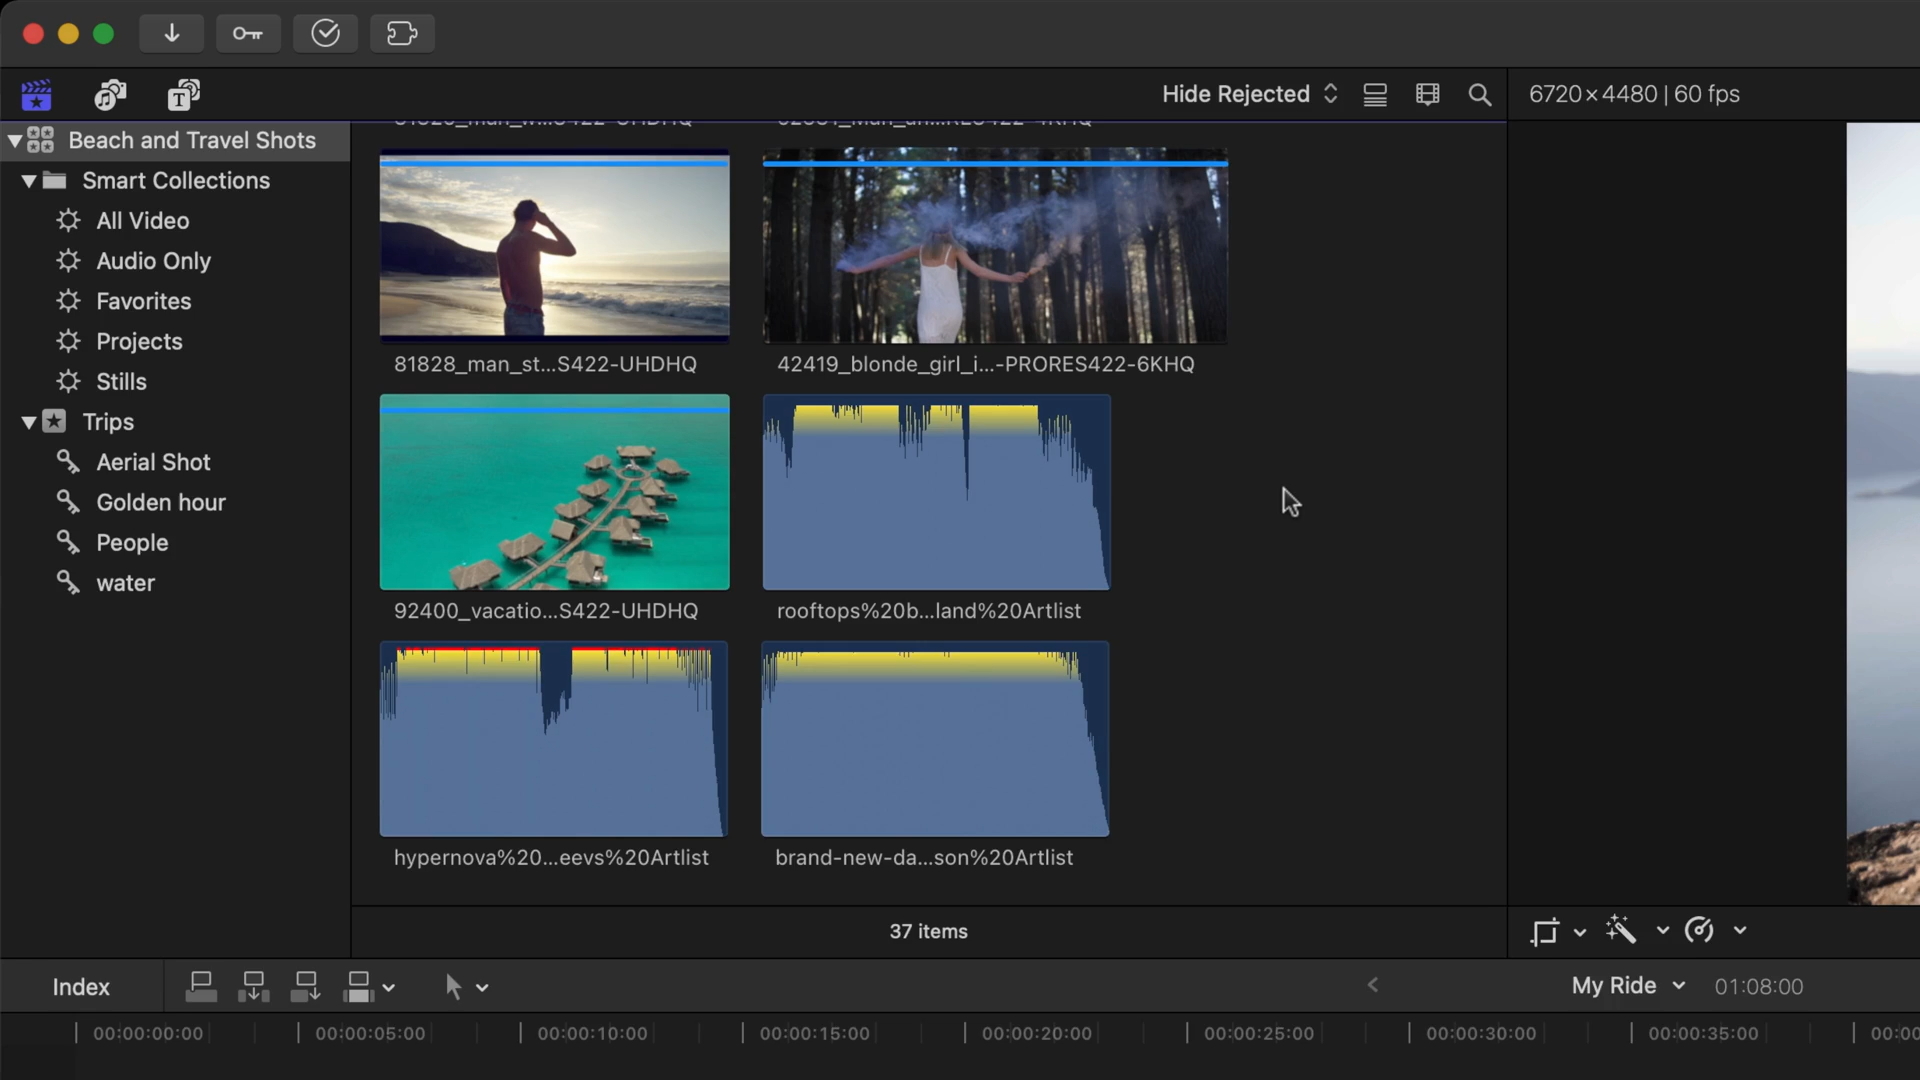 Hide Rejected
6720×4480 | 60 fps
Beach and Travel Shots
Smart Collections
All Video
Audio Only
Favorites
Projects
Stills
Trips
Aerial Shot
Golden hour
People
water
81828_man_st...S422-UHDHQ
42419_blonde_girl_i...-PRORES422-6KHQ
92400_vacatio...S422-UHDHQ
rooftops%20b...land%20Artlist
hypernova%20...eevs%20Artlist
brand-new-da...son%20Artlist
37 items
Index
My Ride
01:08:00
00:00:00:00
00:00:05:00
00:00:10:00
00:00:15:00
00:00:20:00
00:00:25:00
00:00:30:00
00:00:35:00